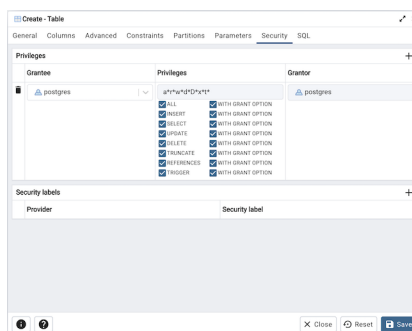 Create - Table
General Columns Advanced Constraints Partitions Parameters Security SQL
Privileges
Grantee Privileges Grantor
postgres a*r*w*d*D*x*t* postgres
ALL WITH GRANT OPTION
INSERT WITH GRANT OPTION
SELECT WITH GRANT OPTION
UPDATE WITH GRANT OPTION
DELETE WITH GRANT OPTION
TRUNCATE WITH GRANT OPTION
REFERENCES WITH GRANT OPTION
TRIGGER WITH GRANT OPTION
Security labels
Provider Security label
Close Reset Save